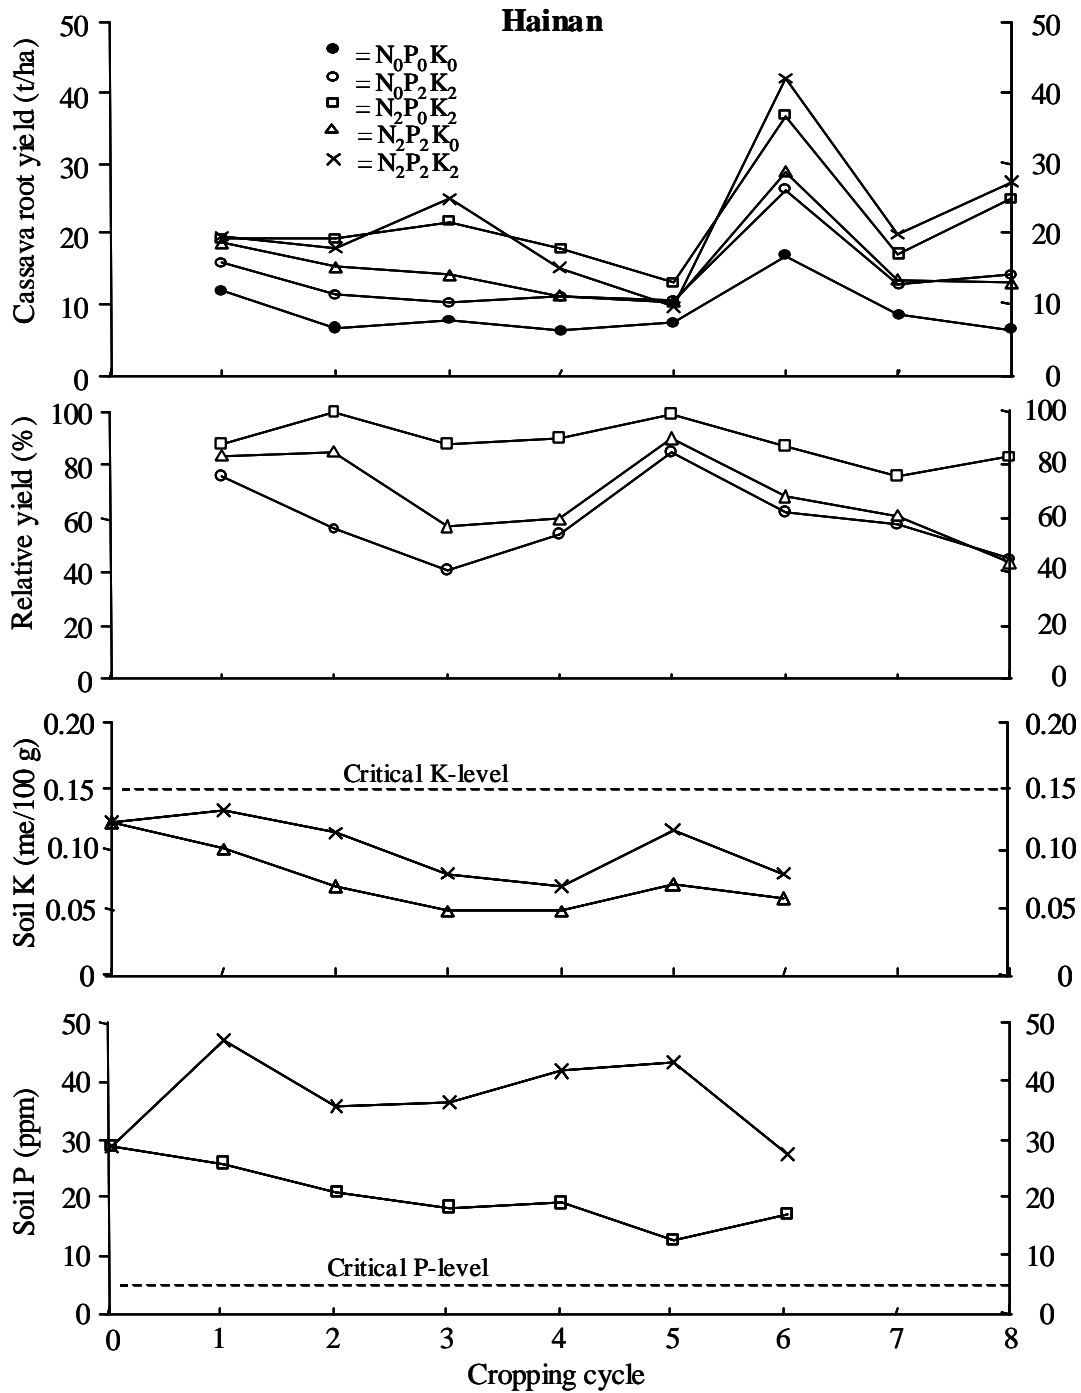 Hainan
50 50
40 40
30 30
20 20
10 10
0 0
Cassava root yield (t/ha)
= N₀P₀K₀
= N₀P₂K₂
= N₂P₀K₂
= N₂P₂K₀
= N₂P₂K₂
100 100
80 80
60 60
40 40
20 20
0 0
Relative yield (%)
0.20 0.20
0.15 0.15
0.10 0.10
0.05 0.05
0 0
Soil K (me/100 g)
Critical K-level
50 50
40 40
30 30
20 20
10 10
0 0
Soil P (ppm)
Critical P-level
0 1 2 3 4 5 6 7 8
Cropping cycle